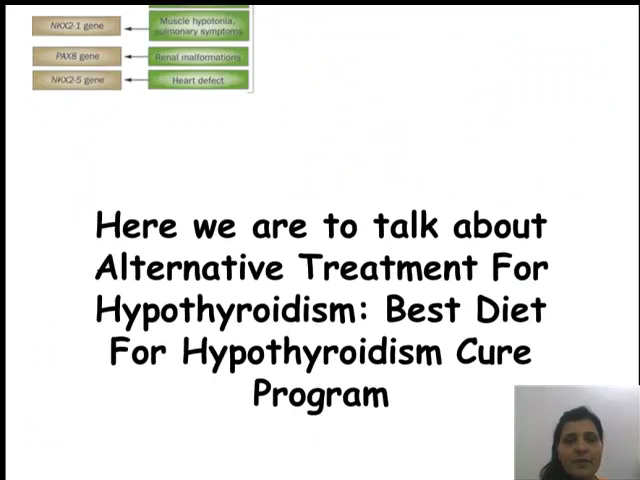 NKX2-1 gene
Muscle hypotonia,
pulmonary symptoms
PAX8 gene
Renal malformations
NKX2-5 gene
Heart defect
Here we are to talk about
Alternative Treatment For
Hypothyroidism: Best Diet
For Hypothyroidism Cure
Program